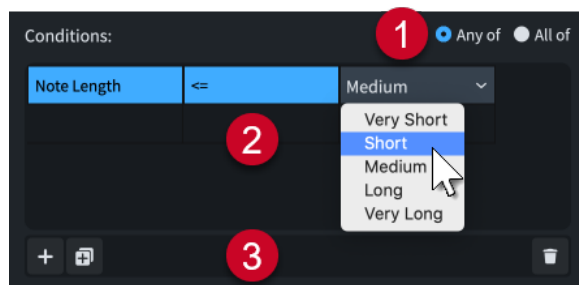 Conditions: 1 Any of All of
Note Length <= Medium
Very Short
2 Short
Medium
Long
Very Long
3